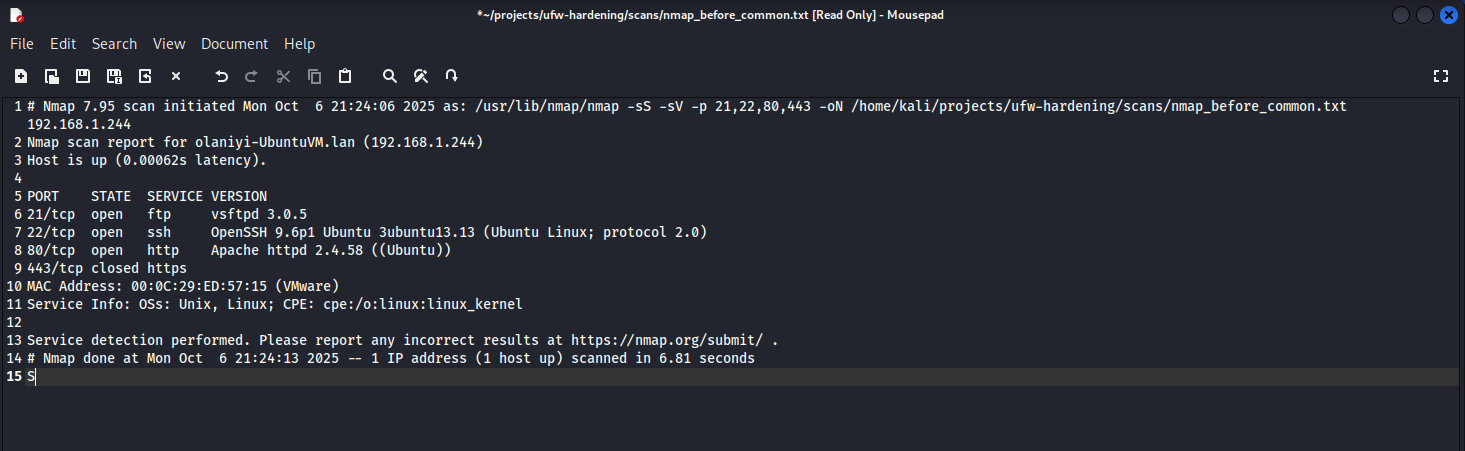 *~/projects/ufw-hardening/scans/nmap_before_common.txt [Read Only] - Mousepad
File Edit Search View Document Help
1 # Nmap 7.95 scan initiated Mon Oct  6 21:24:06 2025 as: /usr/lib/nmap/nmap -sS -sV -p 21,22,80,443 -oN /home/kali/projects/ufw-hardening/scans/nmap_before_common.txt
192.168.1.244
2 Nmap scan report for olaniyi-UbuntuVM.lan (192.168.1.244)
3 Host is up (0.00062s latency).
4
5 PORT    STATE  SERVICE VERSION
6 21/tcp  open   ftp     vsftpd 3.0.5
7 22/tcp  open   ssh     OpenSSH 9.6p1 Ubuntu 3ubuntu13.13 (Ubuntu Linux; protocol 2.0)
8 80/tcp  open   http    Apache httpd 2.4.58 ((Ubuntu))
9 443/tcp closed https
10 MAC Address: 00:0C:29:ED:57:15 (VMware)
11 Service Info: OSs: Unix, Linux; CPE: cpe:/o:linux:linux_kernel
12
13 Service detection performed. Please report any incorrect results at https://nmap.org/submit/ .
14 # Nmap done at Mon Oct  6 21:24:13 2025 -- 1 IP address (1 host up) scanned in 6.81 seconds
15 S